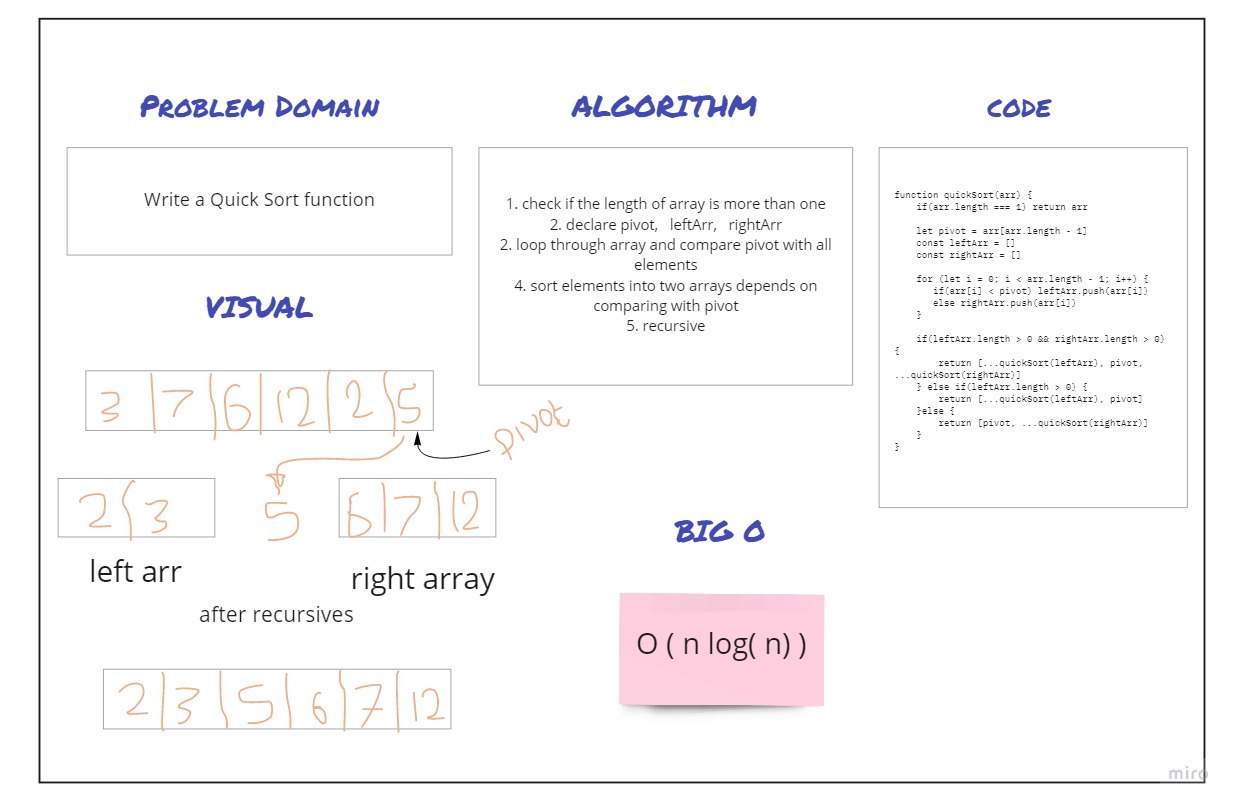 PROBLEM DOMAIN
Write a Quick Sort function
VISUAL
3 7 6 12 2 5
pivot
2 3
5
6 7 12
left arr
right array
after recursives
2 3 5 6 7 12
ALGORITHM
1. check if the length of array is more than one
2. declare pivot, leftArr, rightArr
2. loop through array and compare pivot with all
elements
4. sort elements into two arrays depends on
comparing with pivot
5. recursive
BIG O
O ( n log( n) )
CODE
function quickSort(arr) {
if(arr.length === 1) return arr
let pivot = arr[arr.length - 1]
const leftArr = []
const rightArr = []
for (let i = 0; i < arr.length - 1; i++) {
if(arr[i] < pivot) leftArr.push(arr[i])
else rightArr.push(arr[i])
}
if(leftArr.length > 0 && rightArr.length > 0)
{
return [...quickSort(leftArr), pivot,
...quickSort(rightArr)]
} else if(leftArr.length > 0) {
return [...quickSort(leftArr), pivot]
}else {
return [pivot, ...quickSort(rightArr)]
}
}
miro